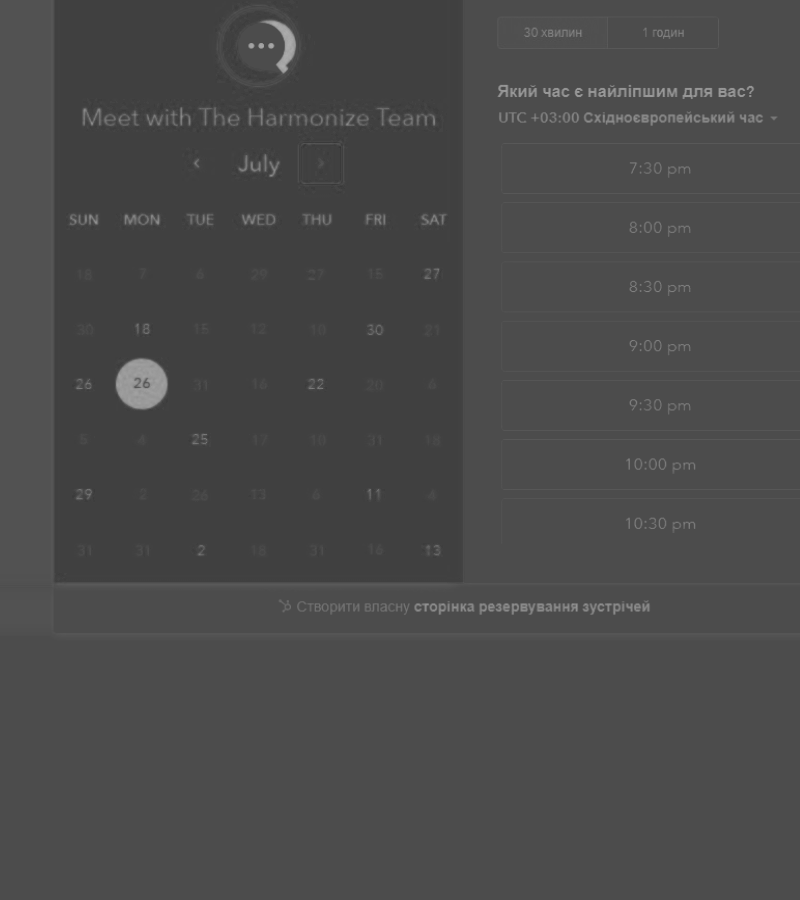 Meet with The Harmonize Team
July
SUN MON TUE WED THU FRI SAT
18 7 6 29 27 15 27
30 18 15 12 10 30 21
26 26 31 16 22 20 6
5 4 25 12 10 31 16
29 2 26 13 6 11 4
31 31 2 18 31 16 13
30 хвилин 1 годин
Який час є найліпшим для вас?
UTC +03:00 Східноєвропейський час
7:30 pm
8:00 pm
8:30 pm
9:00 pm
9:30 pm
10:00 pm
10:30 pm
Створити власну сторінка резервування зустрічей